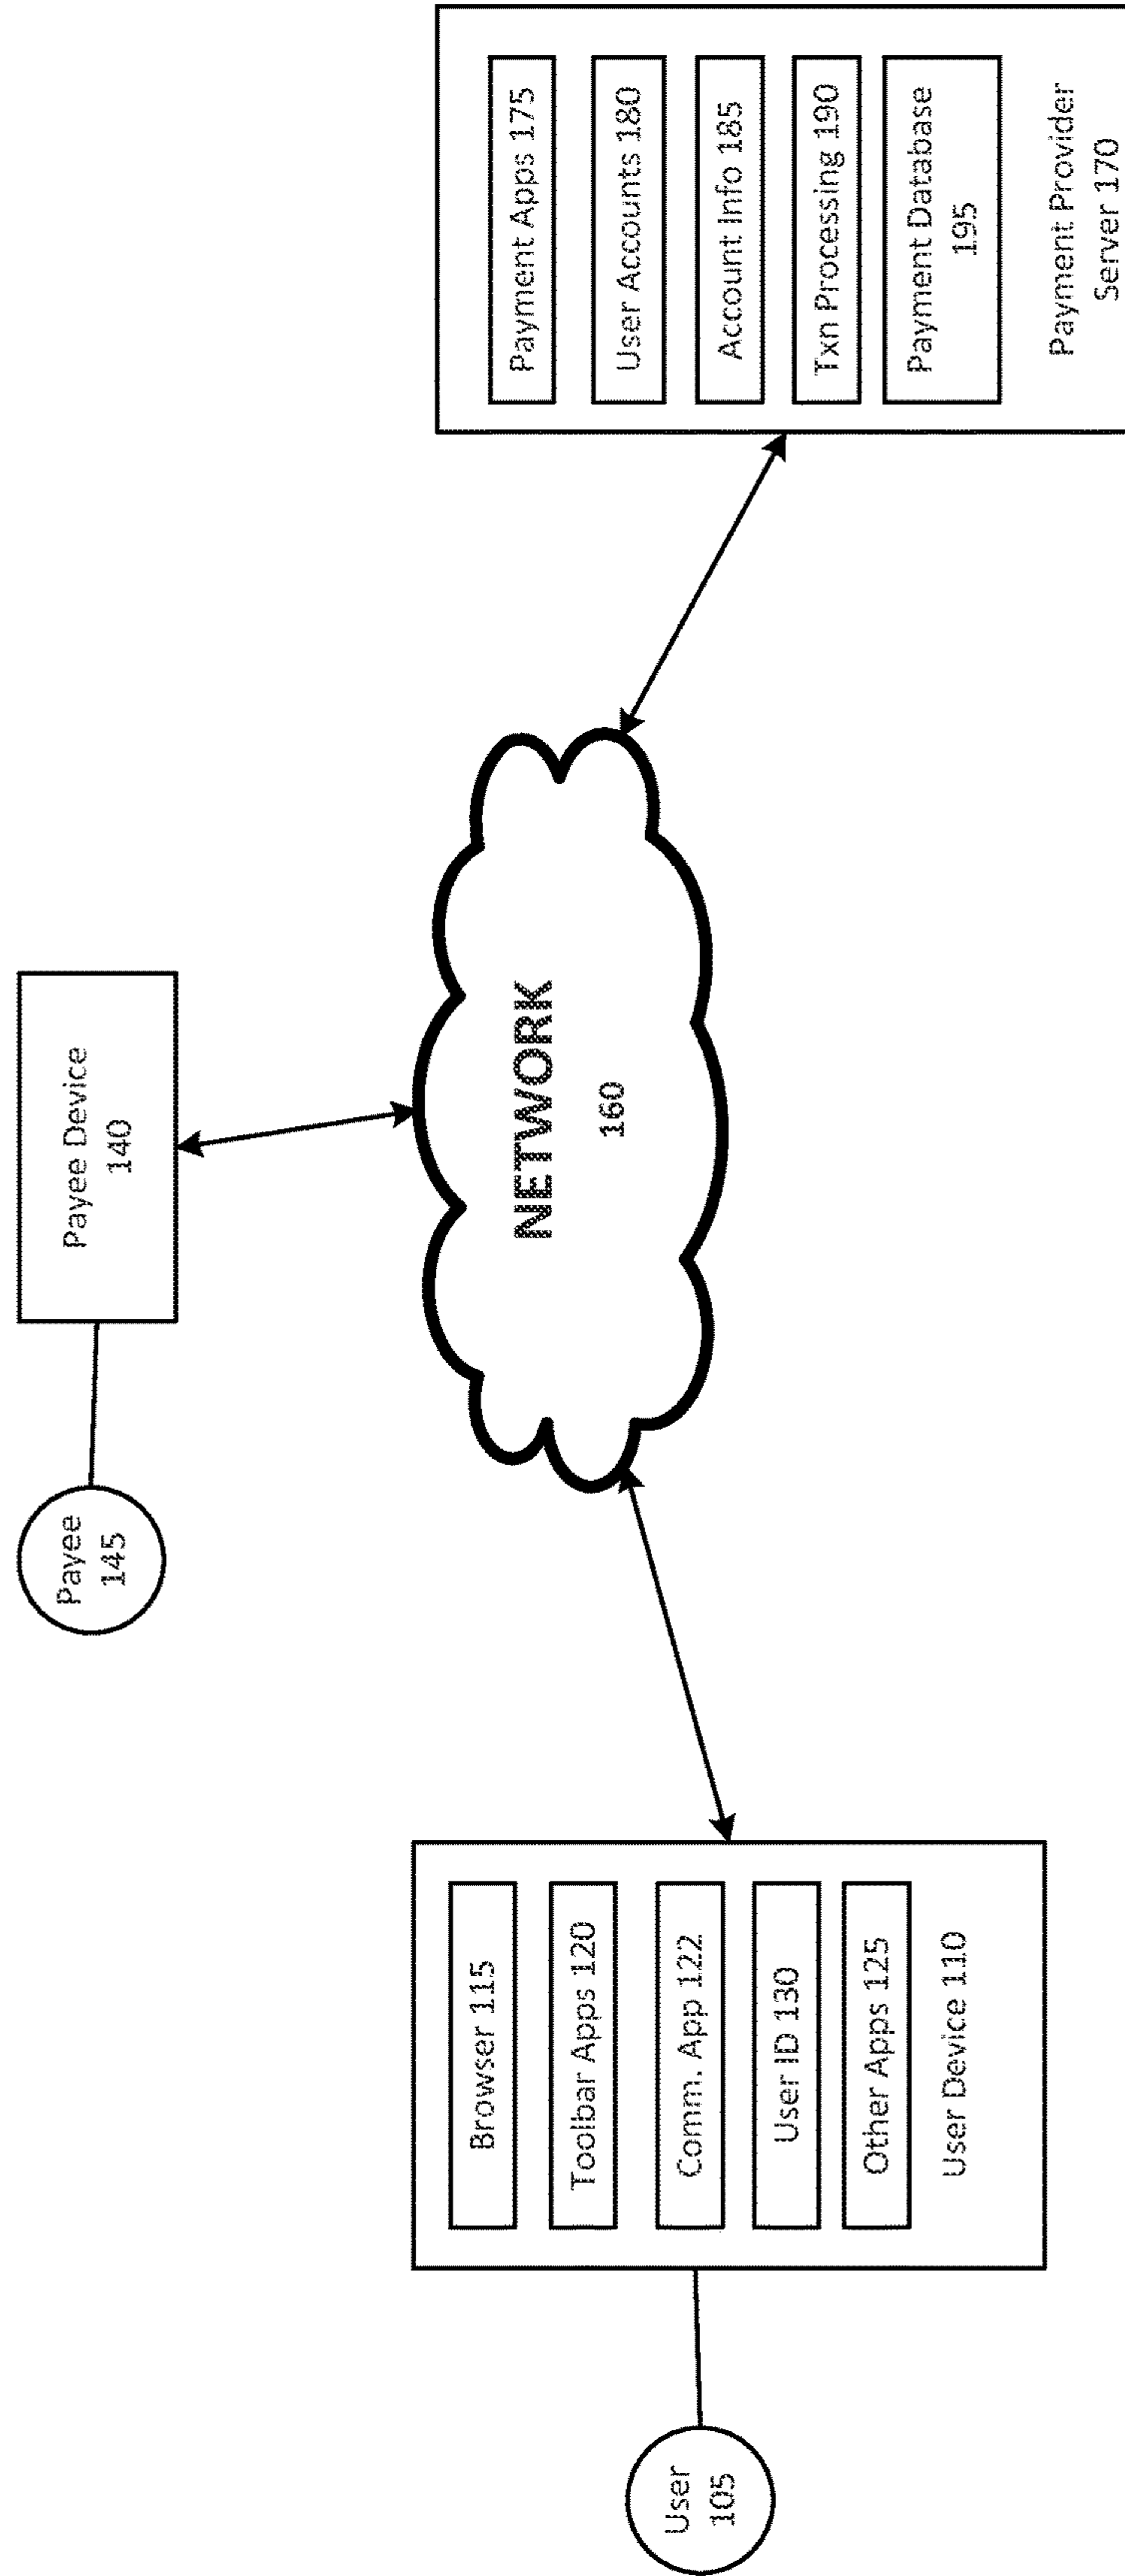 Payee
145
Payee Device
140
User
105
Browser 115
Toolbar Apps 120
Comm. App 122
User ID 130
Other Apps 125
User Device 110
NETWORK
160
Payment Apps 175
User Accounts 180
Account Info 185
Txn Processing 190
Payment Database
195
Payment Provider
Server 170